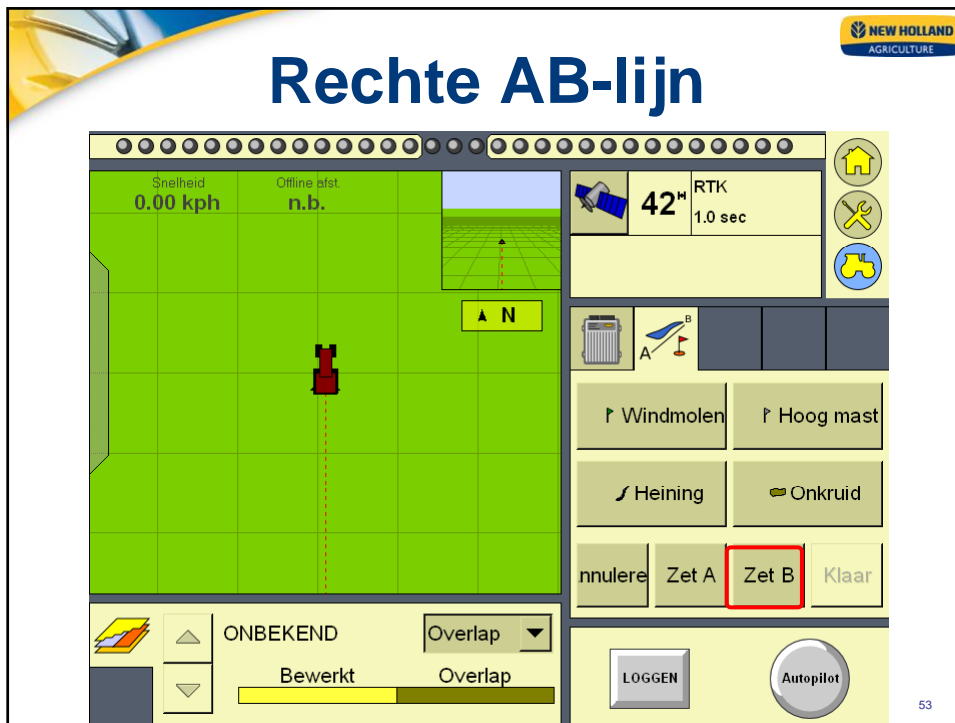 NEW HOLLAND
AGRICULTURE
Rechte AB-lijn
Snelheid
0.00 kph
Offline afst.
n.b.
N
42"
RTK
1.0 sec
A
B
Windmolen
Hoog mast
Heining
Onkruid
nnulere
Zet A
Zet B
Klaar
ONBEKEND
Overlap
Bewerkt
Overlap
LOGGEN
Autopilot
53